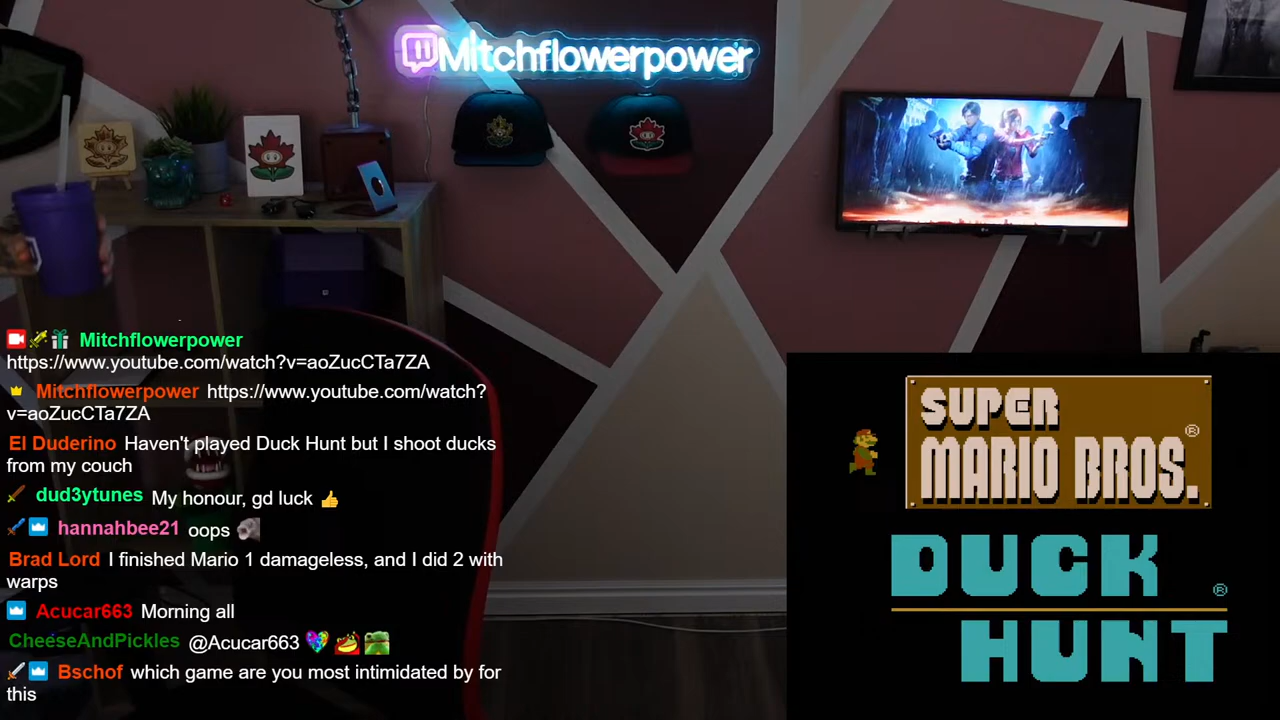 Mitchflowerpower
Mitchflowerpower
https://www.youtube.com/watch?v=aoZucCTa7ZA
Mitchflowerpower https://www.youtube.com/watch?
v=aoZucCTa7ZA
El Duderino Haven't played Duck Hunt but I shoot ducks
from my couch
dud3ytunes My honour, gd luck
hannahbee21 oops
Brad Lord I finished Mario 1 damageless, and I did 2 with
warps
Acucar663 Morning all
CheeseAndPickles @Acucar663
Bschof which game are you most intimidated by for
this
SUPER
MARIO BROS.®
DUCK ®
HUNT